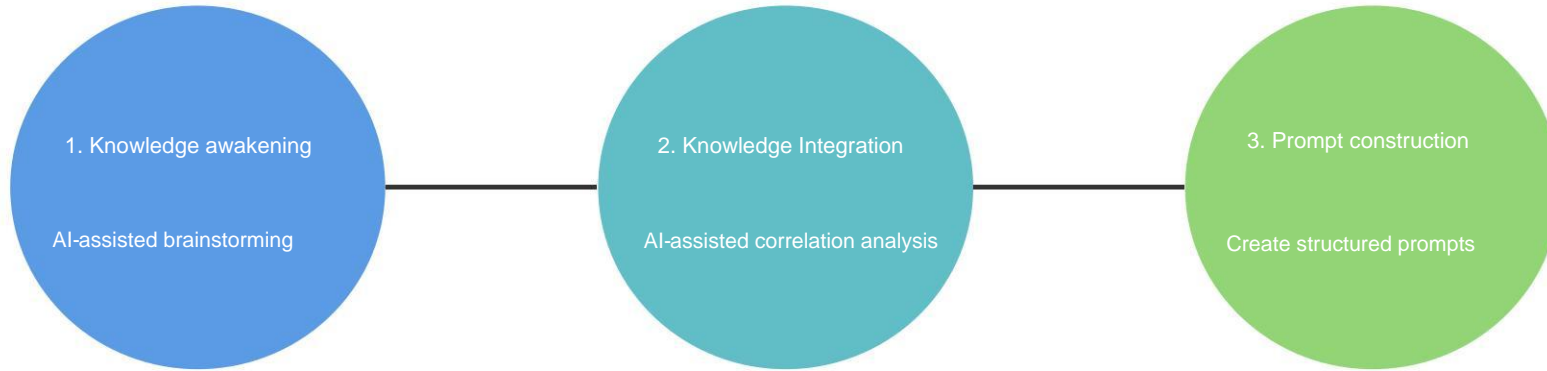 1. Knowledge awakening
AI-assisted brainstorming
2. Knowledge Integration
AI-assisted correlation analysis
3. Prompt construction
Create structured prompts